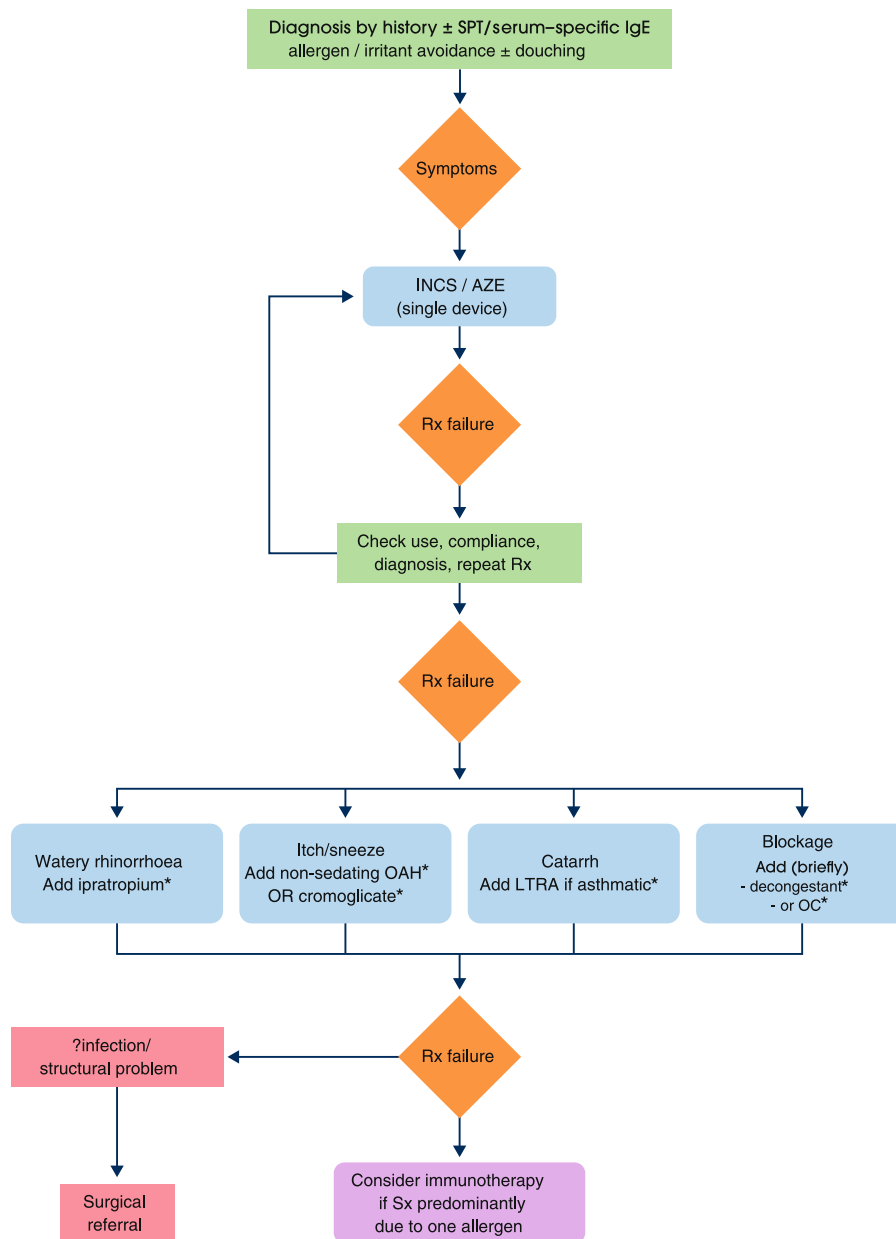 Diagnosis by history ± SPT/serum–specific IgE
allergen / irritant avoidance ± douching
Symptoms
INCS / AZE
(single device)
Rx failure
Check use, compliance,
diagnosis, repeat Rx
Rx failure
Watery rhinorrhoea
Add ipratropium*
Itch/sneeze
Add non-sedating OAH*
OR cromoglicate*
Catarrh
Add LTRA if asthmatic*
Blockage
Add (briefly)
- decongestant*
- or OC*
Rx failure
?infection/
structural problem
Surgical
referral
Consider immunotherapy
if Sx predominantly
due to one allergen